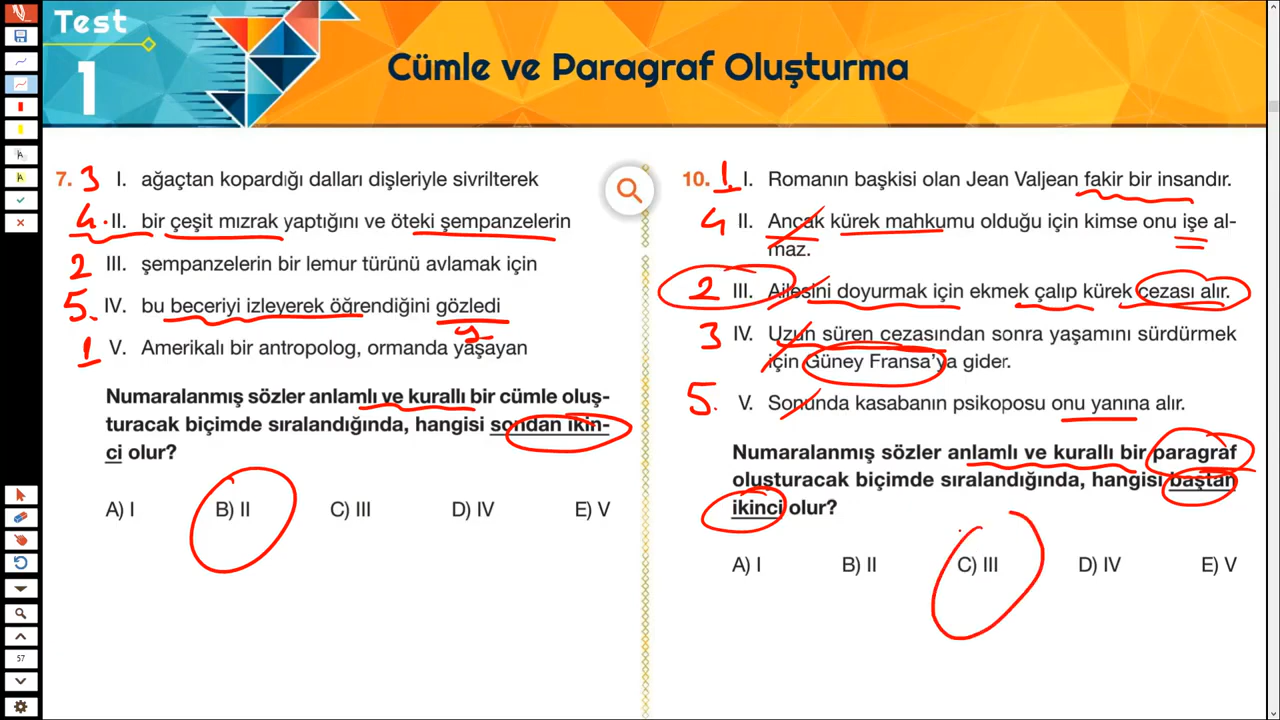 Test
1
Cümle ve Paragraf Oluşturma
7. 3 I. ağaçtan kopardığı dalları dişleriyle sivrilterek
4. II. bir çeşit mızrak yaptığını ve öteki şempanzelerin
2 III. şempanzelerin bir lemur türünü avlamak için
5. IV. bu beceriyi izleyerek öğrendiğini gözledi
1 V. Amerikalı bir antropolog, ormanda yaşayan
Numaralanmış sözler anlamlı ve kurallı bir cümle oluş-
turacak biçimde sıralandığında, hangisi sondan ikin-
ci olur?
A) I B) II C) III D) IV E) V
10. 1 I. Romanın başkisi olan Jean Valjean fakir bir insandır.
4 II. Ancak kürek mahkumu olduğu için kimse onu işe al-
maz.
2 III. Ailesini doyurmak için ekmek çalıp kürek cezası alır.
3 IV. Uzun süren cezasından sonra yaşamını sürdürmek
için Güney Fransa'ya gider.
5. V. Sonunda kasabanın psikoposu onu yanına alır.
Numaralanmış sözler anlamlı ve kurallı bir paragraf
oluşturacak biçimde sıralandığında, hangisi baştan
ikinci olur?
A) I B) II C) III D) IV E) V
57